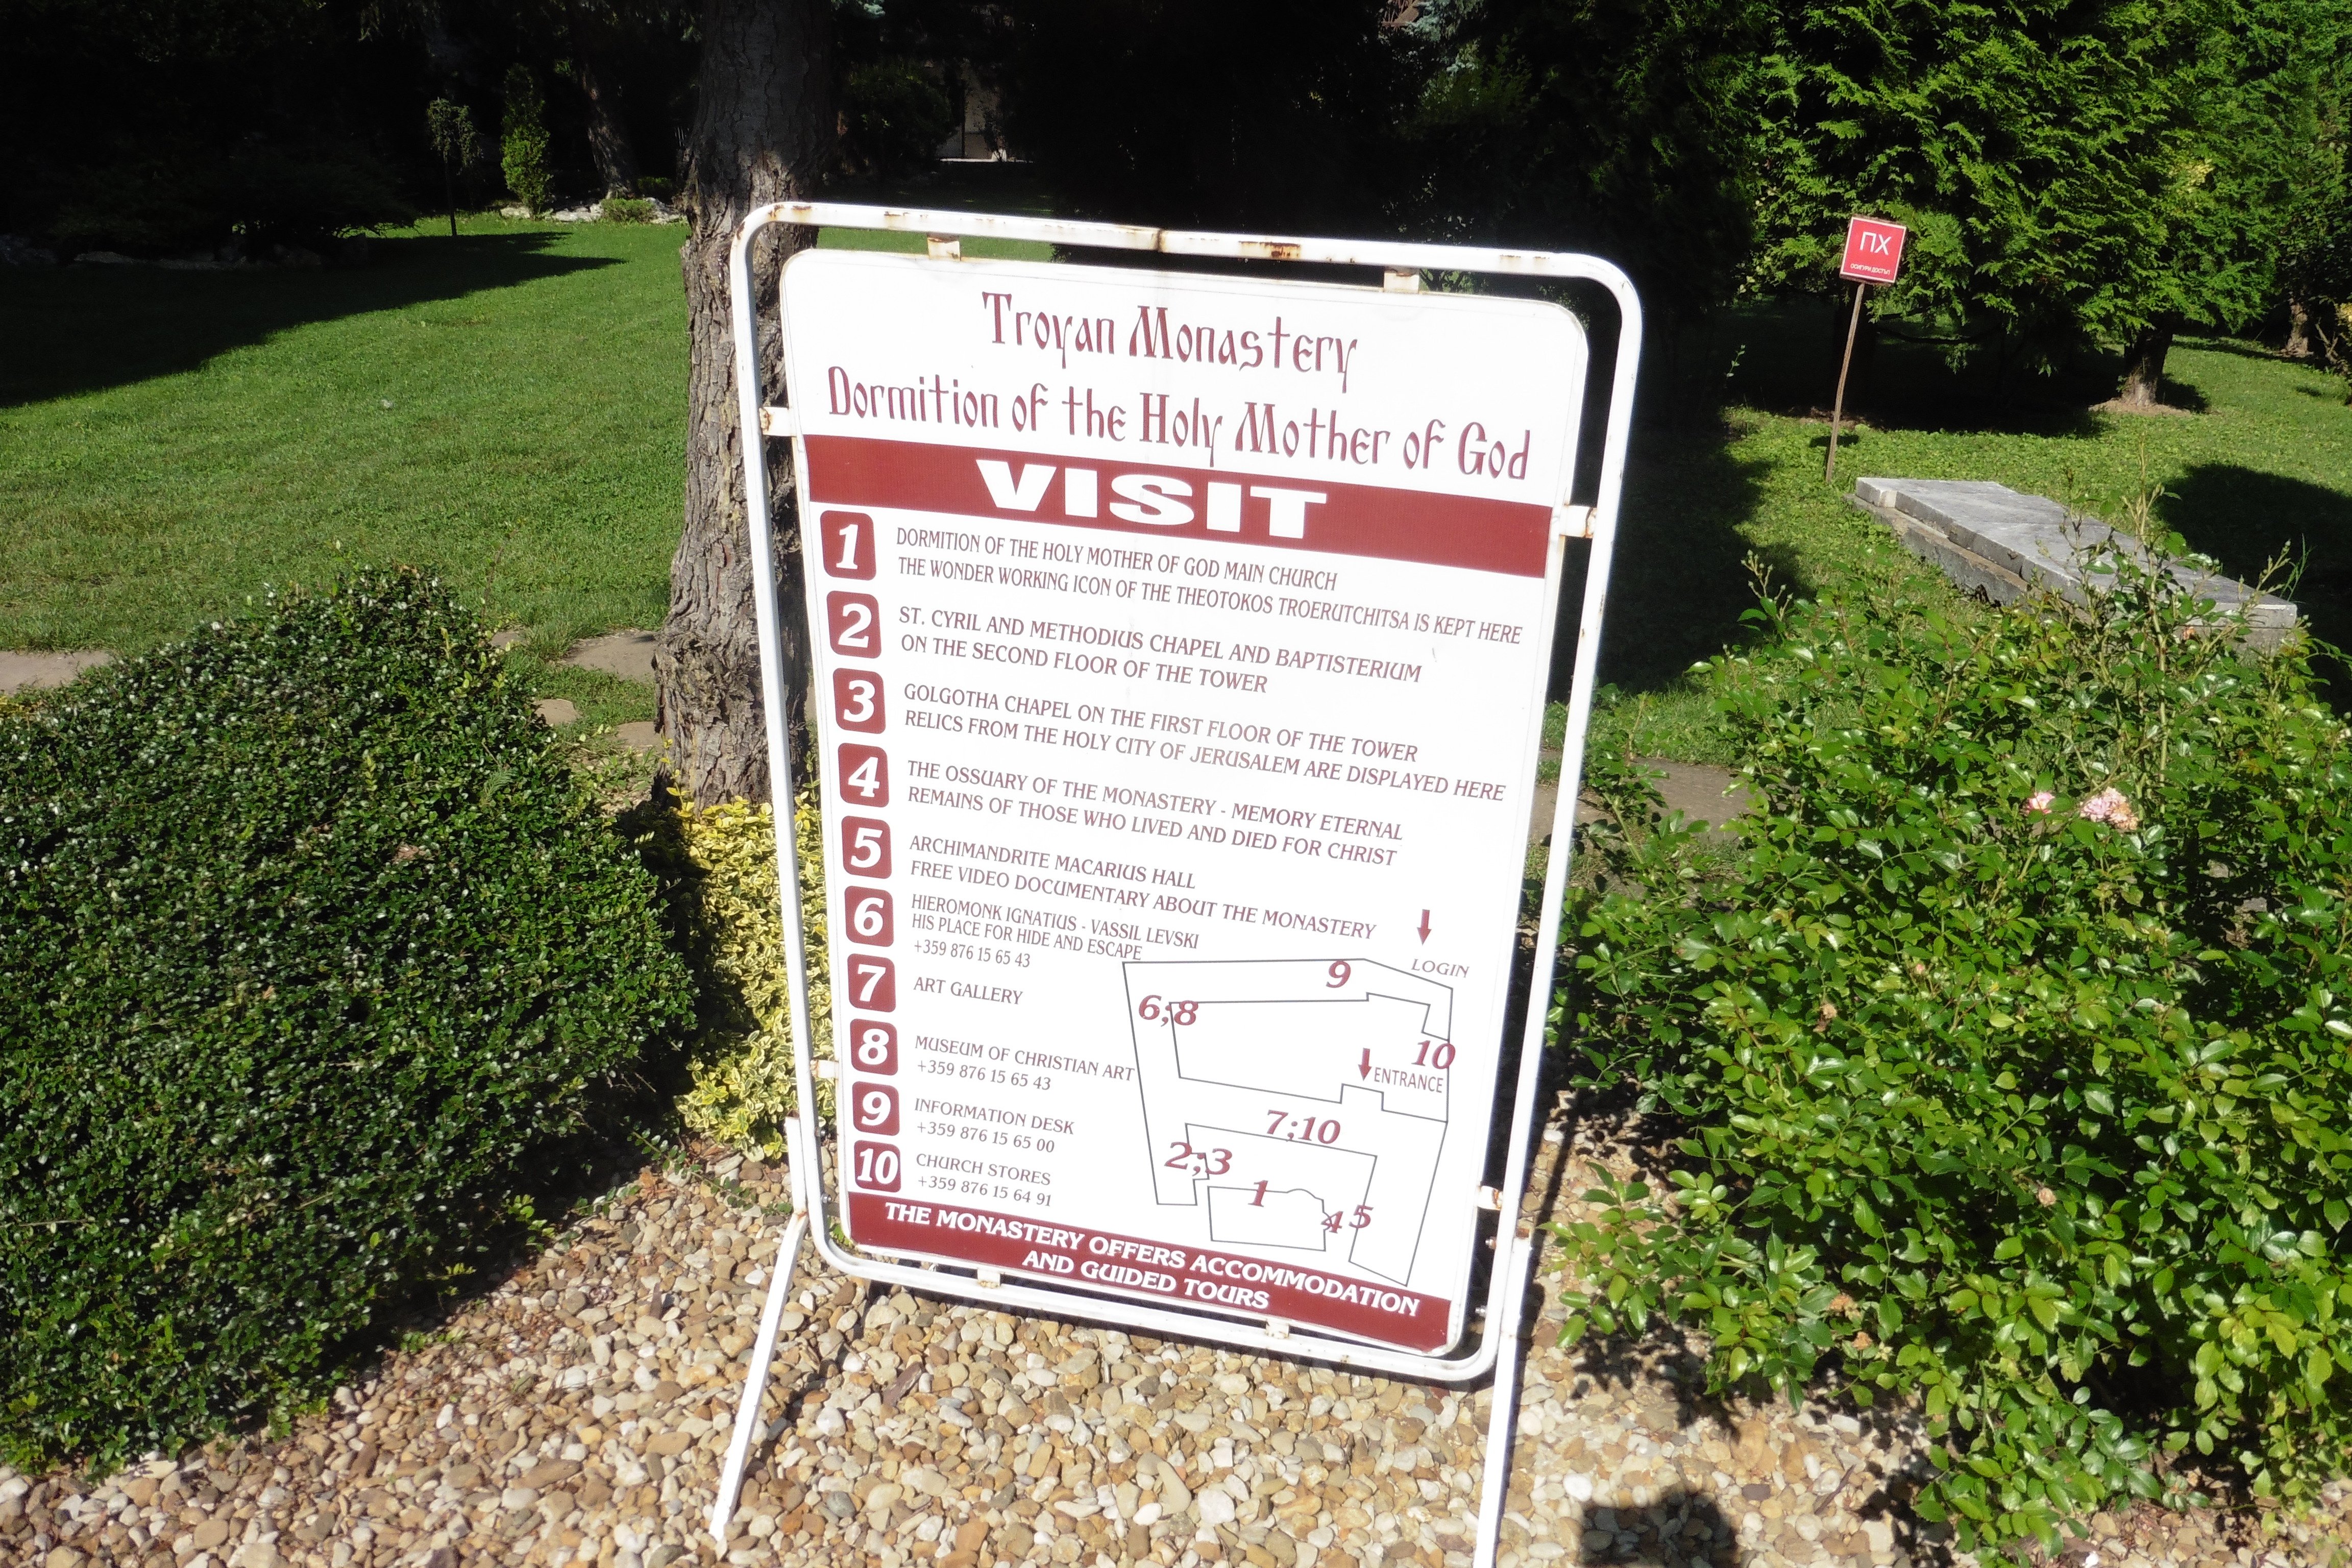 Troyan Monastery
Dormition of the Holy Mother of God
VISIT
1 DORMITION OF THE HOLY MOTHER OF GOD MAIN CHURCH
THE WONDER WORKING ICON OF THE THEOTOKOS TROERUTCHITSA IS KEPT HERE
2 ST. CYRIL AND METHODIUS CHAPEL AND BAPTISTERIUM
ON THE SECOND FLOOR OF THE TOWER
3 GOLGOTHA CHAPEL ON THE FIRST FLOOR OF THE TOWER
RELICS FROM THE HOLY CITY OF JERUSALEM ARE DISPLAYED HERE
4 THE OSSUARY OF THE MONASTERY - MEMORY ETERNAL
REMAINS OF THOSE WHO LIVED AND DIED FOR CHRIST
5 ARCHIMANDRITE MACARIUS HALL
FREE VIDEO DOCUMENTARY ABOUT THE MONASTERY
6 HIEROMONK IGNATIUS - VASSIL LEVSKI
HIS PLACE FOR HIDE AND ESCAPE
+359 876 15 65 43
7 ART GALLERY
8 MUSEUM OF CHRISTIAN ART
+359 876 15 65 43
9 INFORMATION DESK
+359 876 15 65 00
10 CHURCH STORES
+359 876 15 64 91
LOGIN
9
6;8
10
ENTRANCE
7;10
2;3
1
4 5
THE MONASTERY OFFERS ACCOMMODATION
AND GUIDED TOURS
ПХ